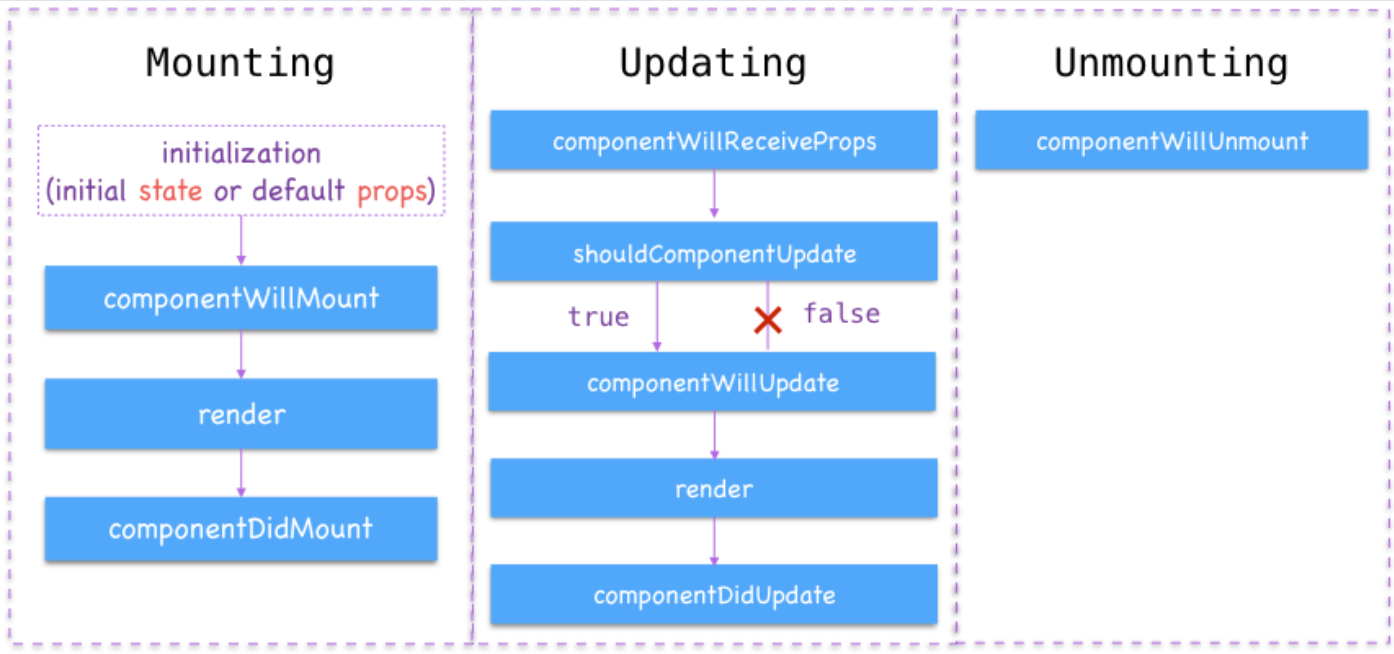 Mounting
initialization
(initial state or default props)
componentWillMount
render
componentDidMount
Updating
componentWillReceiveProps
shouldComponentUpdate
true
false
componentWillUpdate
render
componentDidUpdate
Unmounting
componentWillUnmount